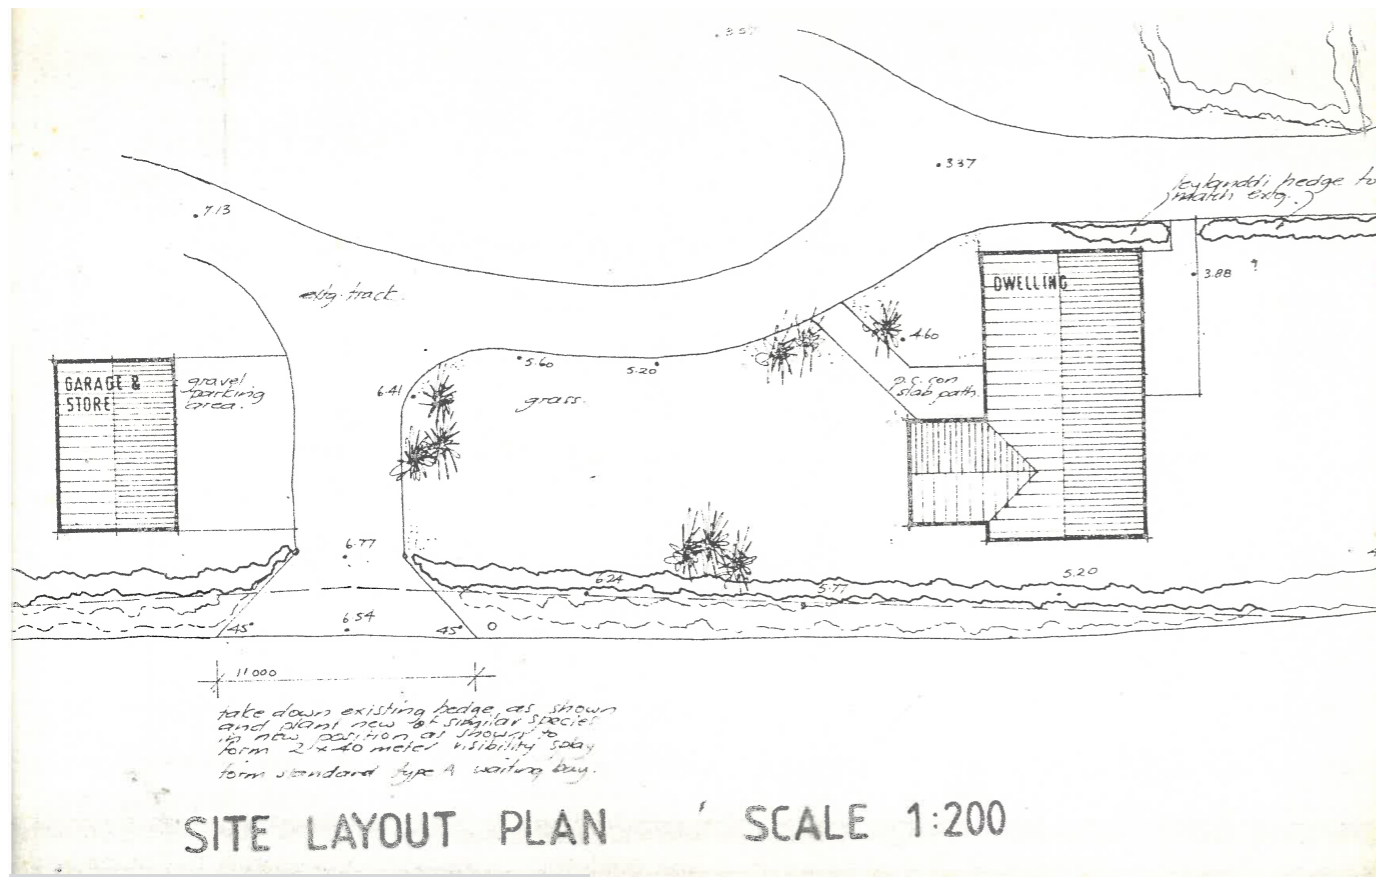 3.57
.7.13
.3.37
leylanddi hedge to
match extg.
extg. track.
DWELLING
3.88
4.60
GARAGE &
STORE
gravel
parking
area.
6.41
5.60
5.20
grass.
p.c. con
slab path.
6.77
6.24
5.77
5.20
45°
6.54
45°
11 000
take down existing hedge as shown
and plant new of similar species
in new position as shown to
form 2 x 40 meter visibility splay
form standard type A waiting bay.
SITE LAYOUT PLAN SCALE 1:200